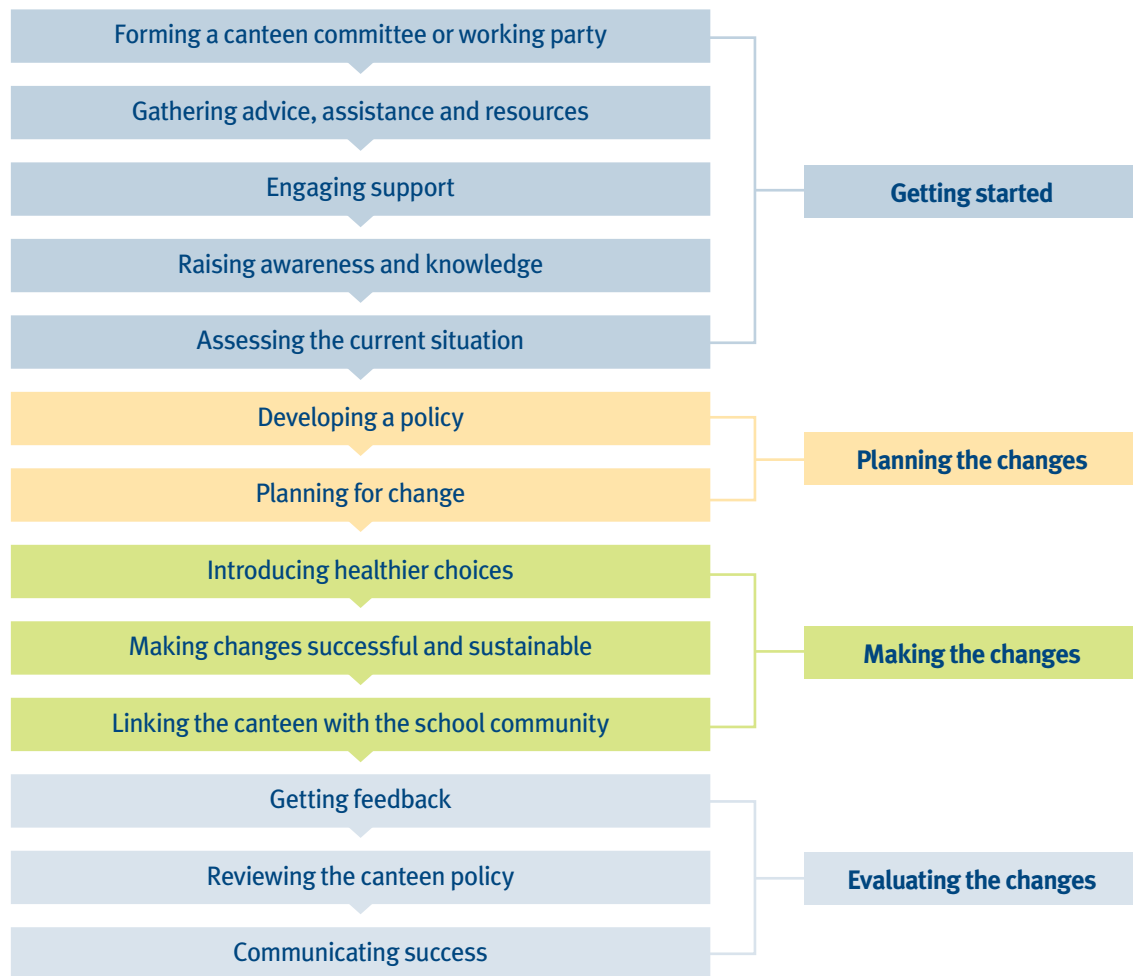 Forming a canteen committee or working party
Gathering advice, assistance and resources
Engaging support
Raising awareness and knowledge
Assessing the current situation
Getting started
Developing a policy
Planning for change
Planning the changes
Introducing healthier choices
Making changes successful and sustainable
Linking the canteen with the school community
Making the changes
Getting feedback
Reviewing the canteen policy
Communicating success
Evaluating the changes